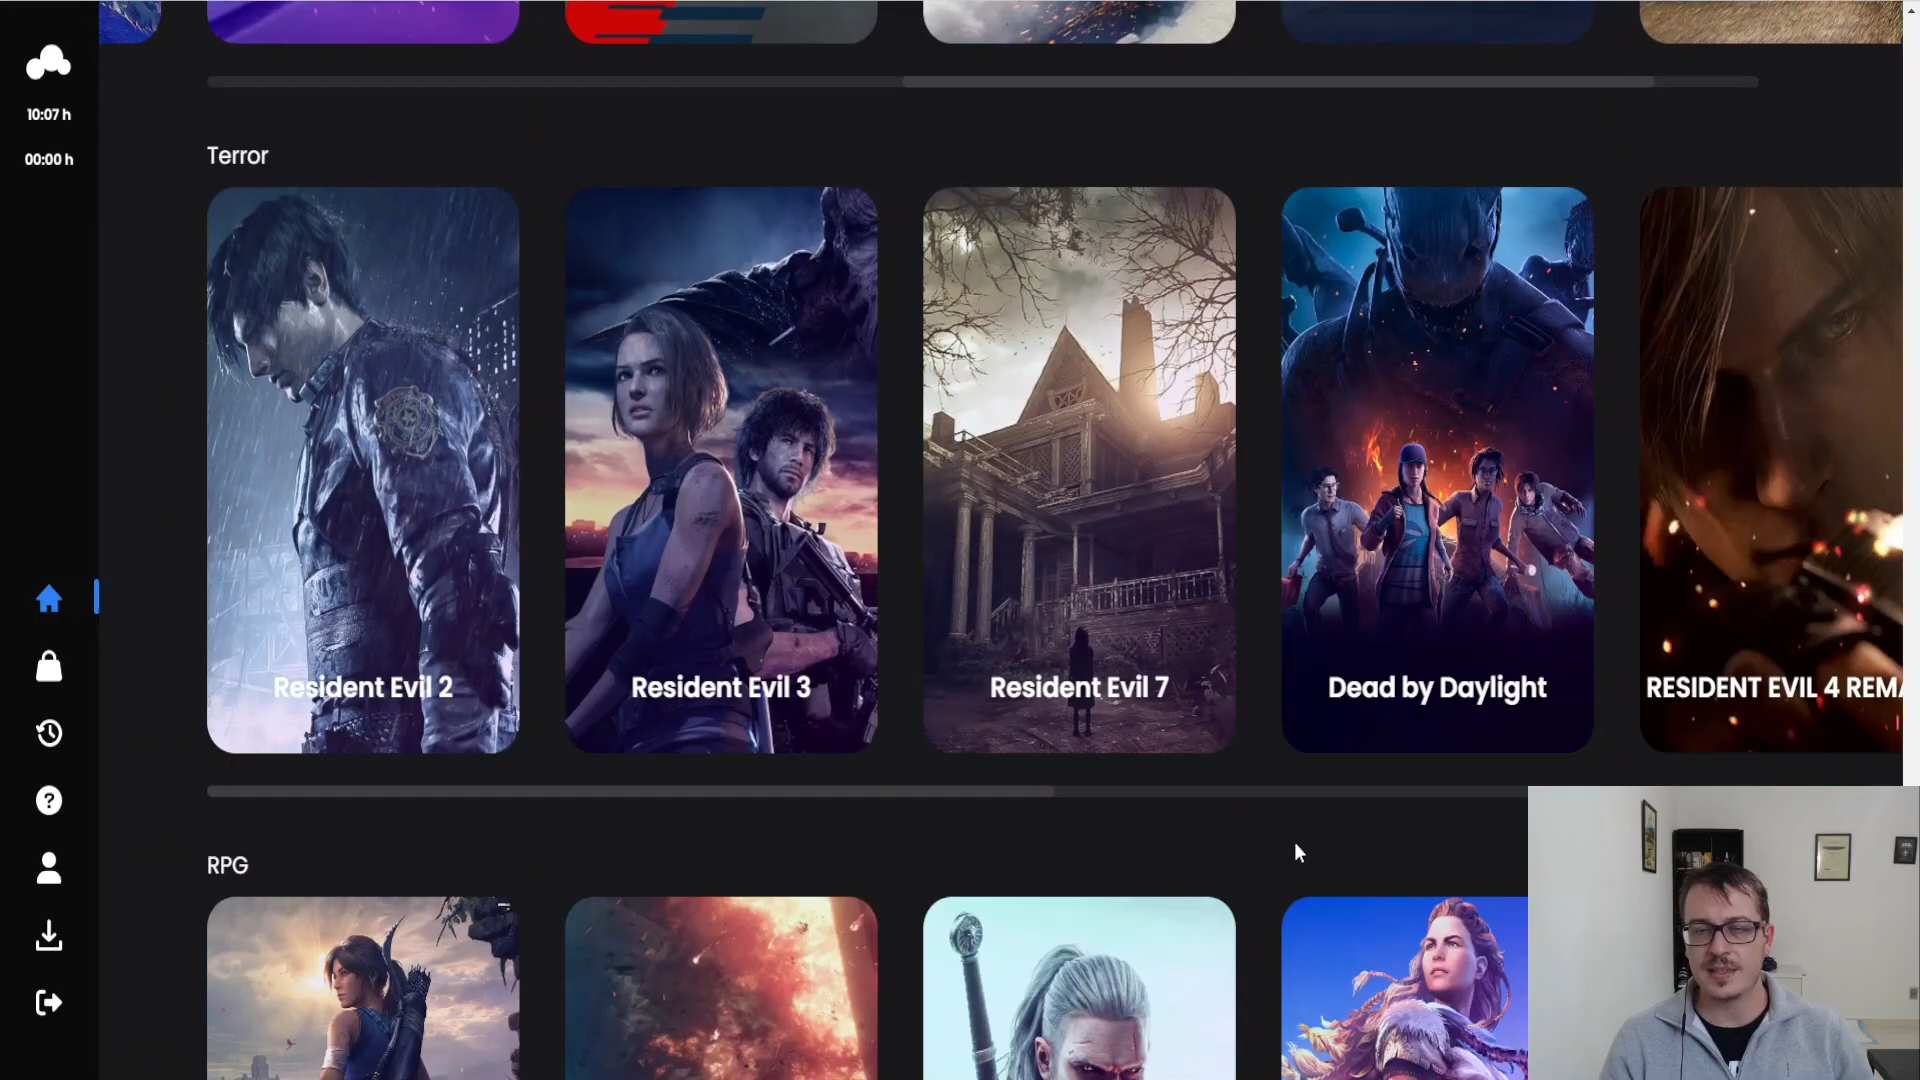 10:07 h
00:00 h
Terror
Resident Evil 2
Resident Evil 3
Resident Evil 7
Dead by Daylight
RESIDENT EVIL 4 REM
RPG